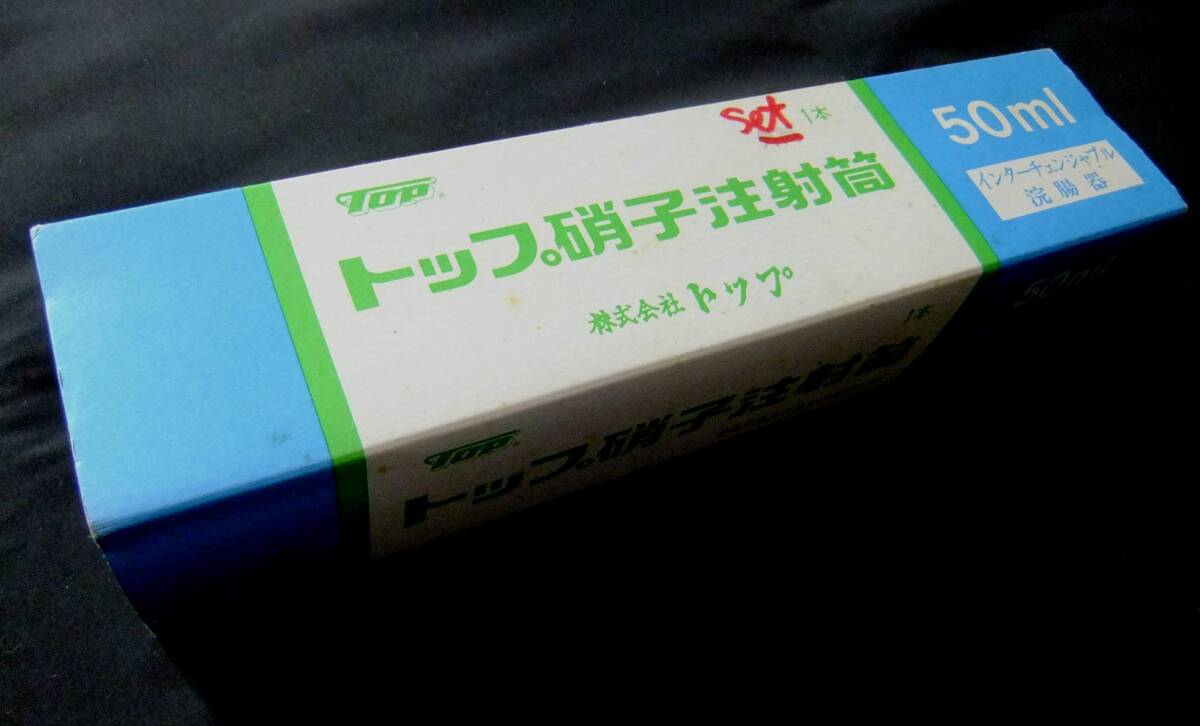 Set
1本
TOP®
トップ硝子注射筒
株式会社トップ
50ml
インターチェンジャブル
浣腸器
50ml
1本
TOP®
トップ硝子注射筒